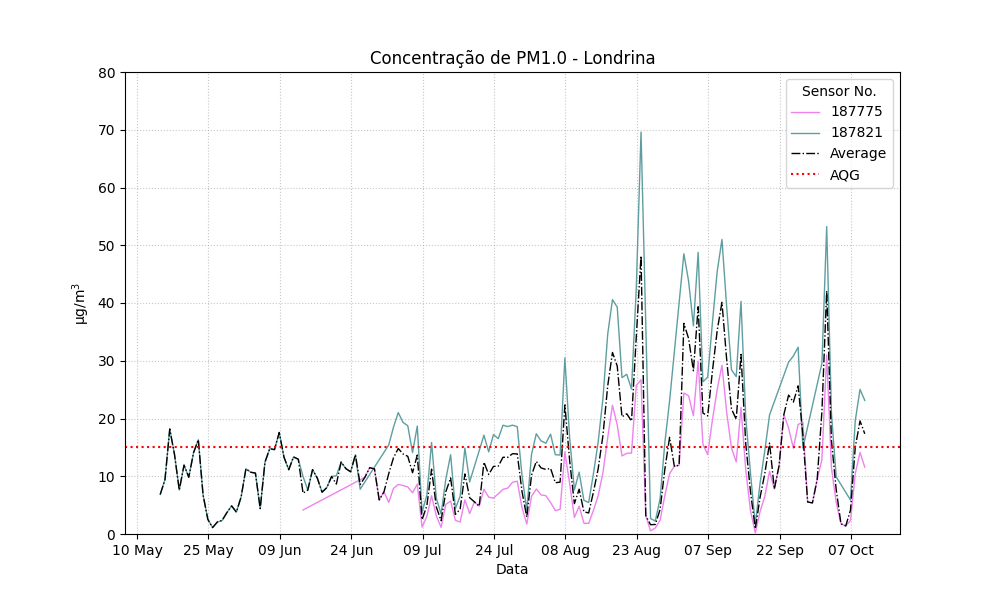 Concentração de PM1.0 - Londrina
80
70
60
50
40
30
20
10
0
µg/m³
Sensor No.
187775
187821
Average
AQG
10 May 25 May 09 Jun 24 Jun 09 Jul 24 Jul 08 Aug 23 Aug 07 Sep 22 Sep 07 Oct
Data